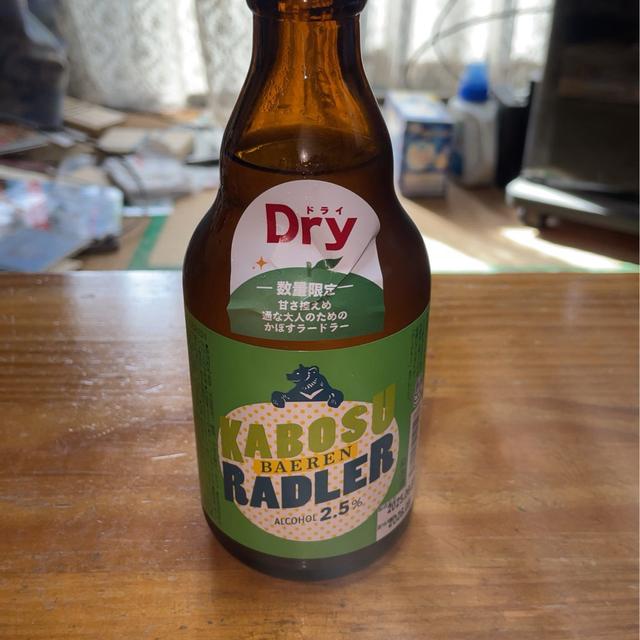 ドライ
Dry
数量限定
甘さ控えめ
通な大人のための
かぼすラードラー
KABOSU
BAEREN
RADLER
ALCOHOL 2.5%